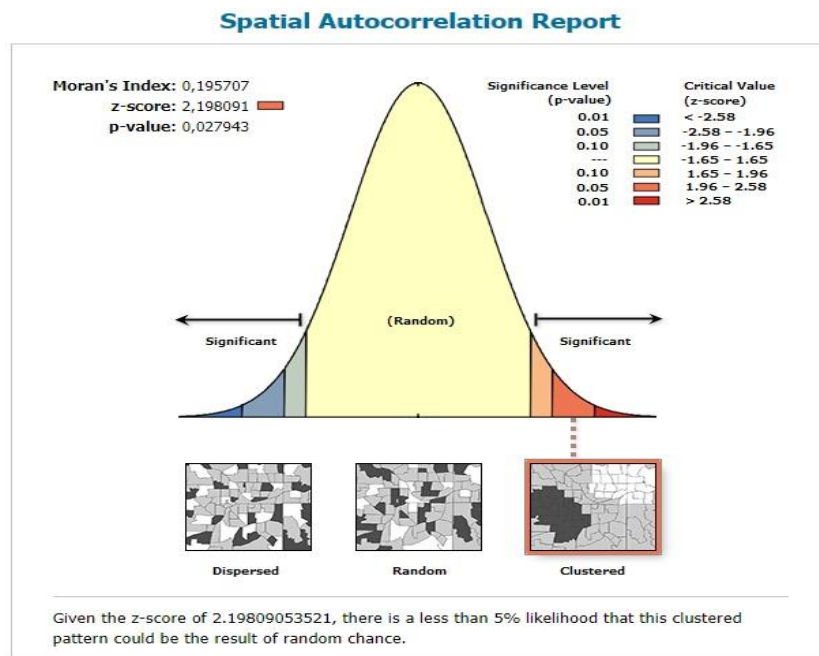 Spatial Autocorrelation Report
Moran's Index: 0,195707
z-score: 2,198091
p-value: 0,027943
Significance Level
(p-value)
Critical Value
(z-score)
0.01 < -2.58
0.05 -2.58 – -1.96
0.10 -1.96 – -1.65
--- -1.65 – 1.65
0.10 1.65 – 1.96
0.05 1.96 – 2.58
0.01 > 2.58
(Random)
Significant
Significant
Dispersed
Random
Clustered
Given the z-score of 2.19809053521, there is a less than 5% likelihood that this clustered
pattern could be the result of random chance.